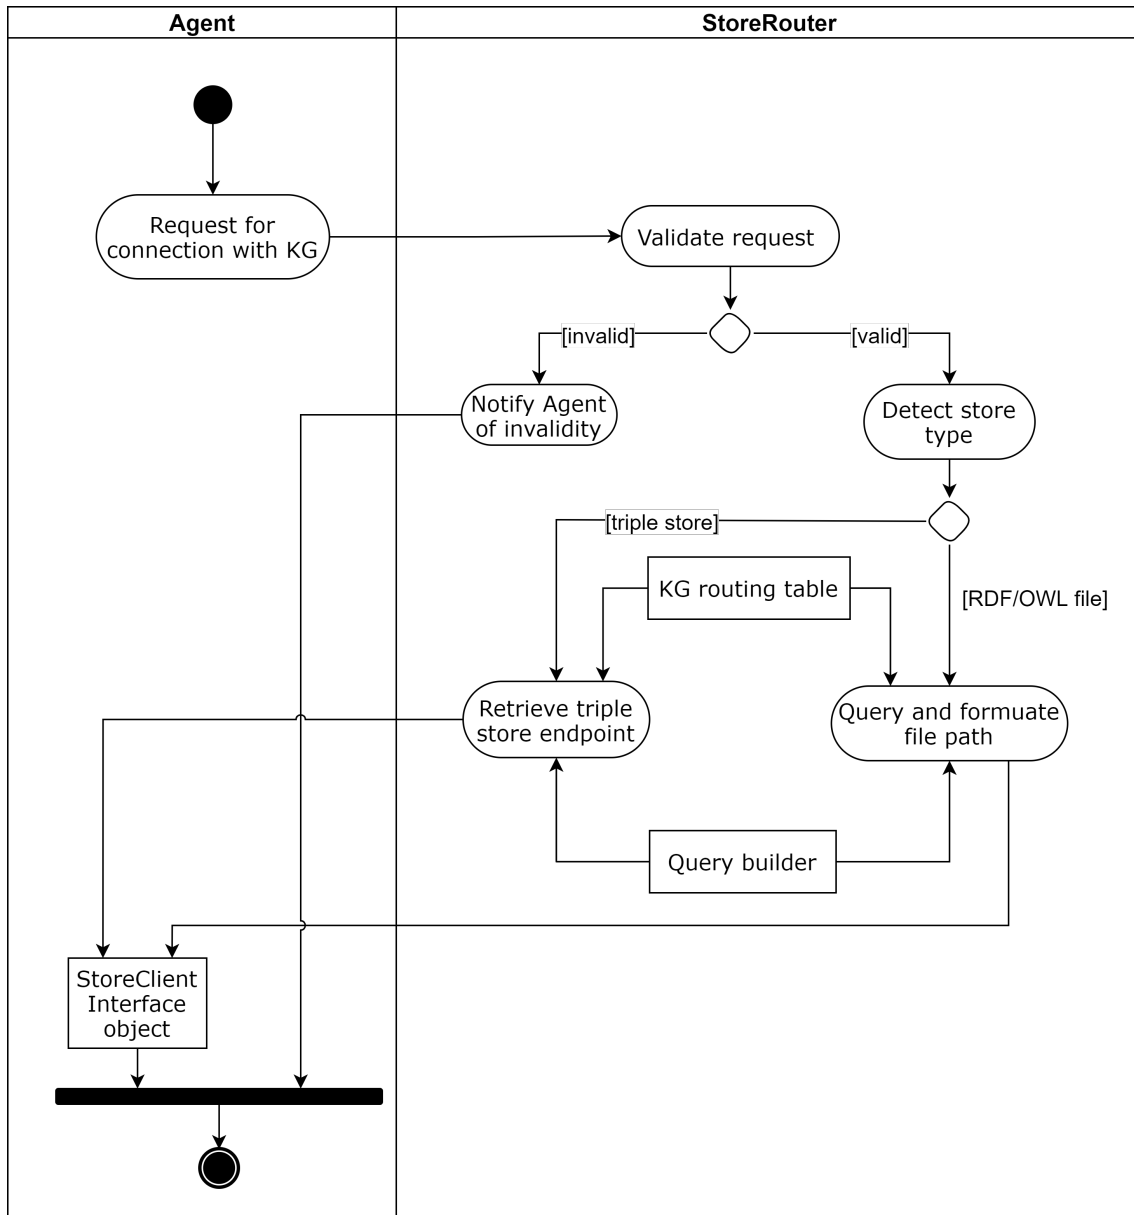 Agent
StoreRouter
Request for
connection with KG
Validate request
[invalid]
[valid]
Notify Agent
of invalidity
Detect store
type
[triple store]
KG routing table
[RDF/OWL file]
Retrieve triple
store endpoint
Query and formuate
file path
Query builder
StoreClient
Interface
object